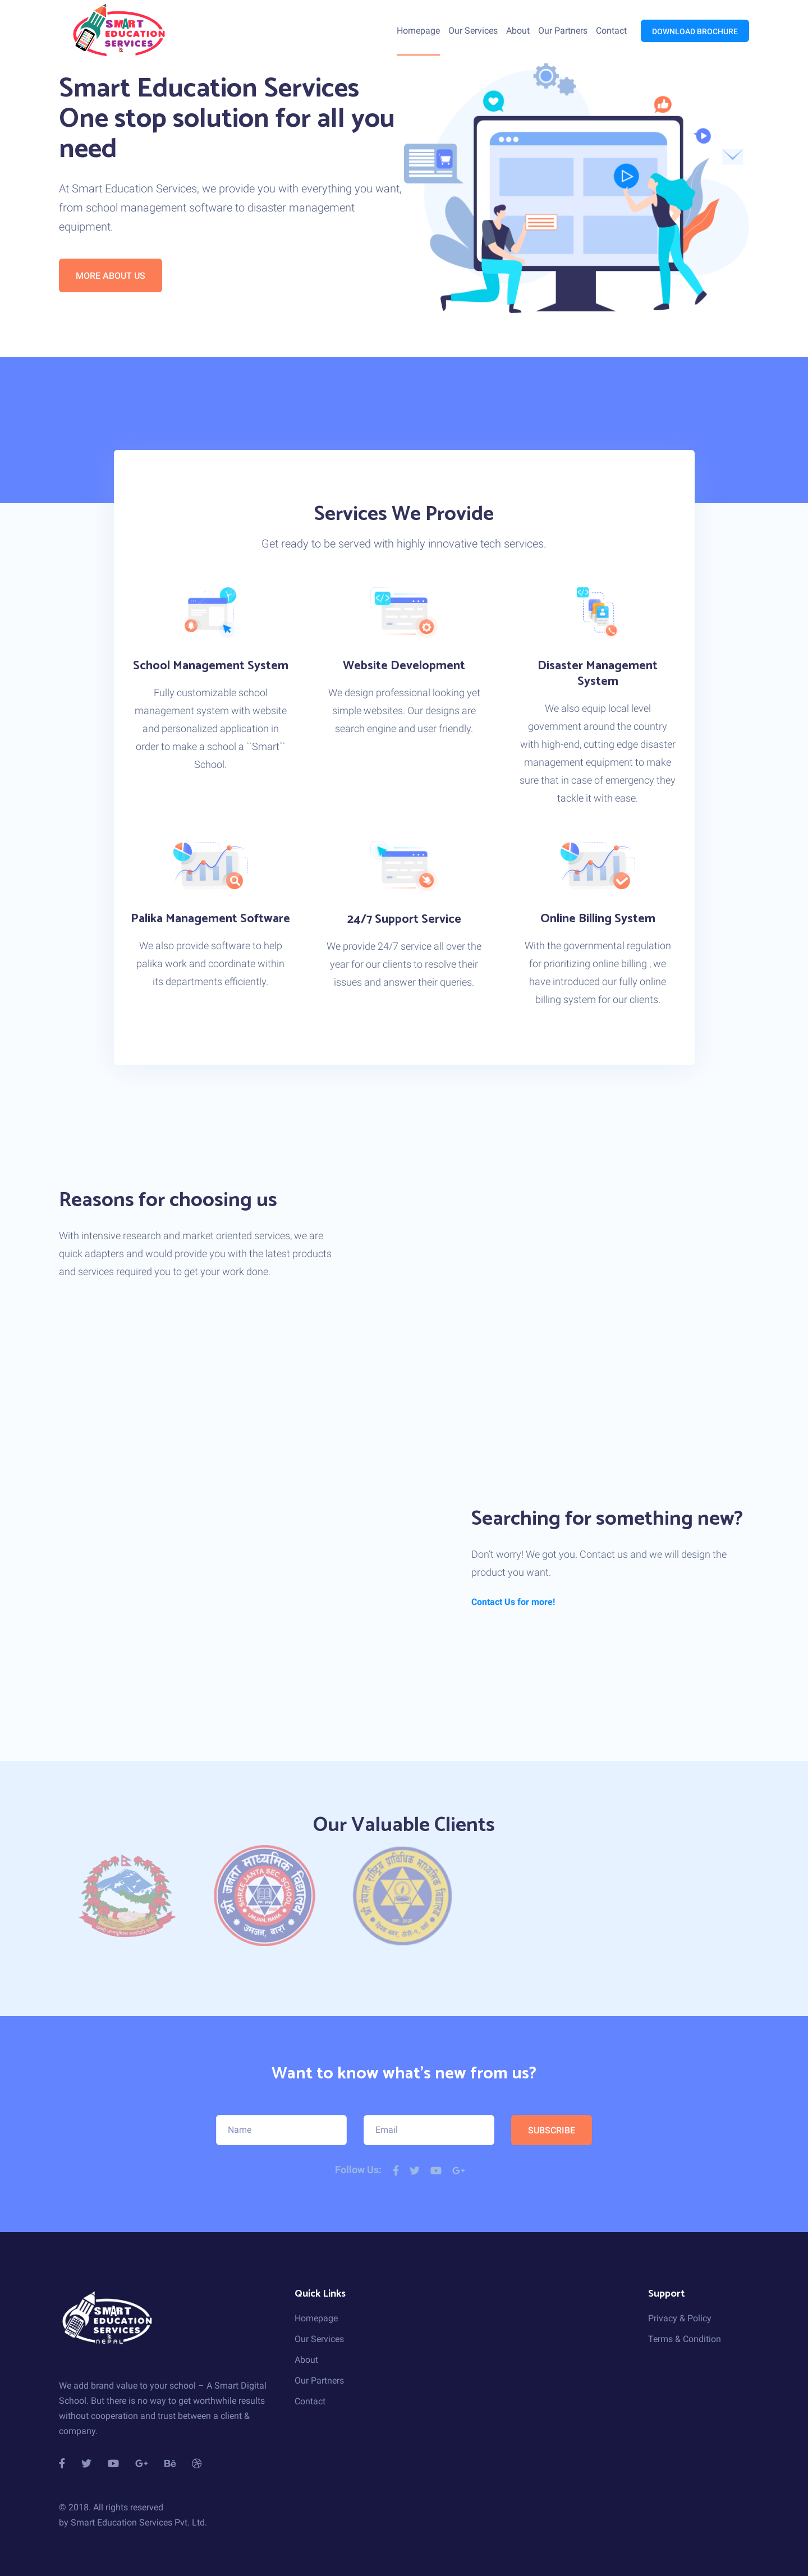 SMART
EDUCATION
SERVICES
Homepage
Our Services
About
Our Partners
Contact
DOWNLOAD BROCHURE
Smart Education Services
One stop solution for all you
need
At Smart Education Services, we provide you with everything you want,
from school management software to disaster management
equipment.
MORE ABOUT US
Services We Provide
Get ready to be served with highly innovative tech services.
School Management System
Fully customizable school
management system with website
and personalized application in
order to make a school a ``Smart``
School.
Website Development
We design professional looking yet
simple websites. Our designs are
search engine and user friendly.
Disaster Management
System
We also equip local level
government around the country
with high-end, cutting edge disaster
management equipment to make
sure that in case of emergency they
tackle it with ease.
Palika Management Software
We also provide software to help
palika work and coordinate within
its departments efficiently.
24/7 Support Service
We provide 24/7 service all over the
year for our clients to resolve their
issues and answer their queries.
Online Billing System
With the governmental regulation
for prioritizing online billing , we
have introduced our fully online
billing system for our clients.
Reasons for choosing us
With intensive research and market oriented services, we are
quick adapters and would provide you with the latest products
and services required you to get your work done.
Searching for something new?
Don't worry! We got you. Contact us and we will design the
product you want.
Contact Us for more!
Our Valuable Clients
श्री जनता माध्यमिक विद्यालय
SHREE JANTA SEC. SCHOOL
उमजन, बारा
Want to know what's new from us?
Name
Email
SUBSCRIBE
Follow Us:
SMART
EDUCATION
SERVICES
NEPAL
We add brand value to your school – A Smart Digital
School. But there is no way to get worthwhile results
without cooperation and trust between a client &
company.
© 2018. All rights reserved
by Smart Education Services Pvt. Ltd.
Quick Links
Homepage
Our Services
About
Our Partners
Contact
Support
Privacy & Policy
Terms & Condition